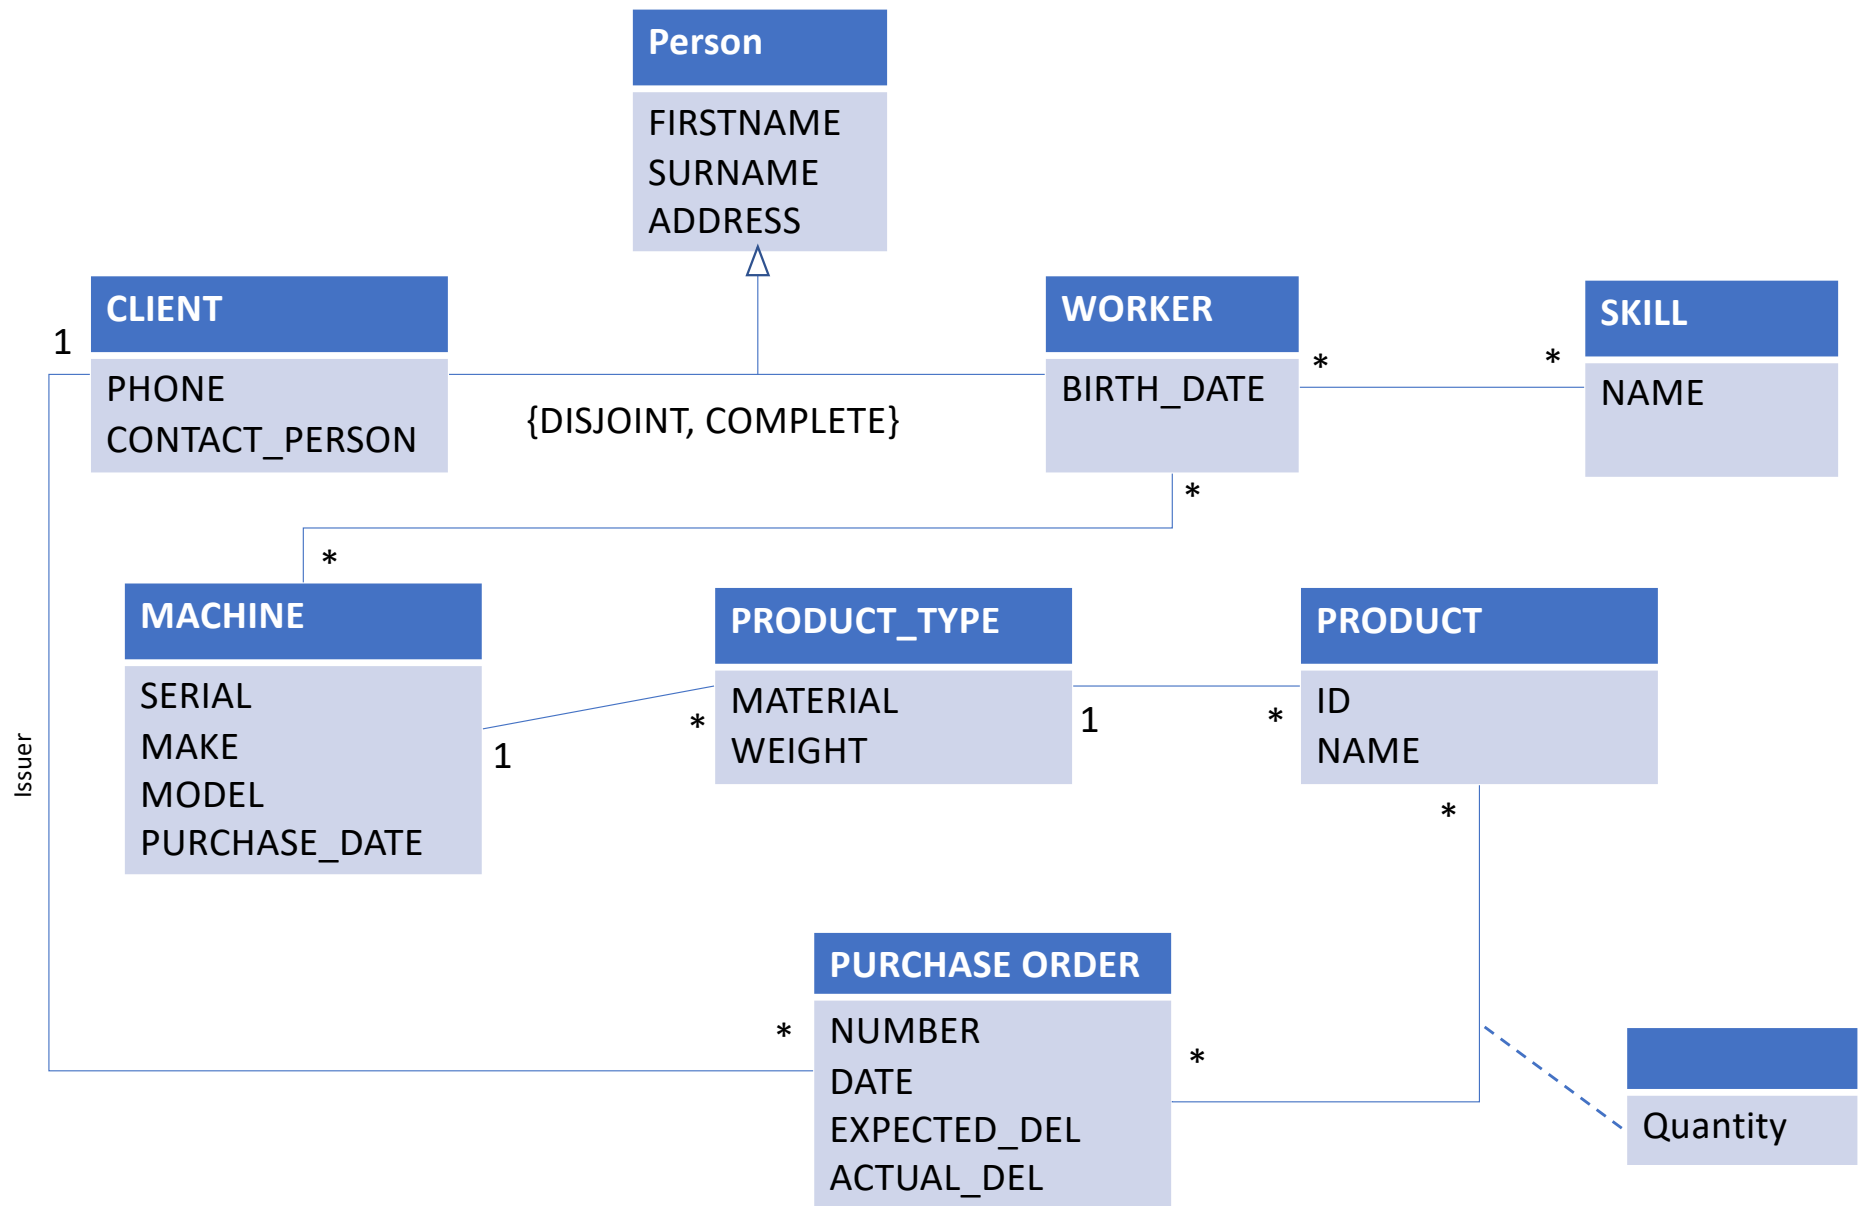 Person
FIRSTNAME
SURNAME
ADDRESS
CLIENT
PHONE
CONTACT_PERSON
1
{DISJOINT, COMPLETE}
WORKER
BIRTH_DATE
*
*
*
SKILL
NAME
*
MACHINE
SERIAL
MAKE
MODEL
PURCHASE_DATE
1
*
PRODUCT_TYPE
MATERIAL
WEIGHT
1
*
PRODUCT
ID
NAME
*
Issuer
PURCHASE ORDER
NUMBER
DATE
EXPECTED_DEL
ACTUAL_DEL
*
*
Quantity